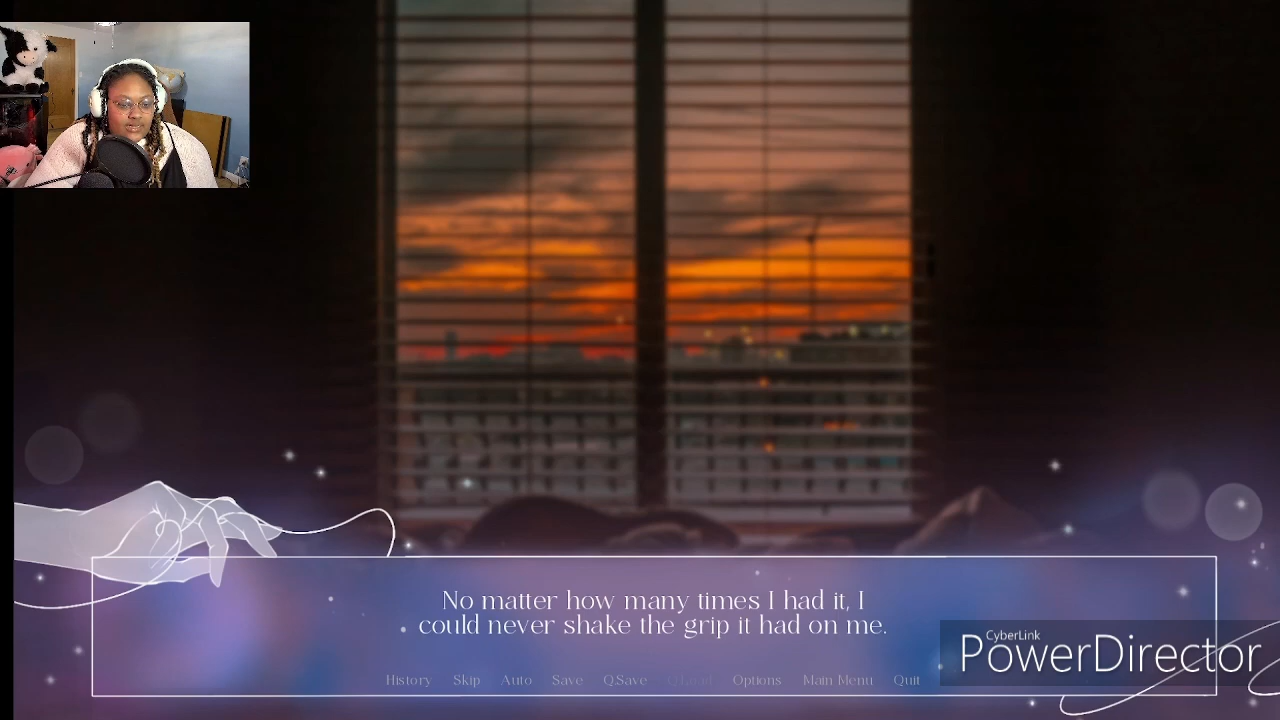 No matter how many times I had it, I
could never shake the grip it had on me.
History Skip Auto Save Q.Save Q.Load Options Main Menu Quit
CyberLink
PowerDirector